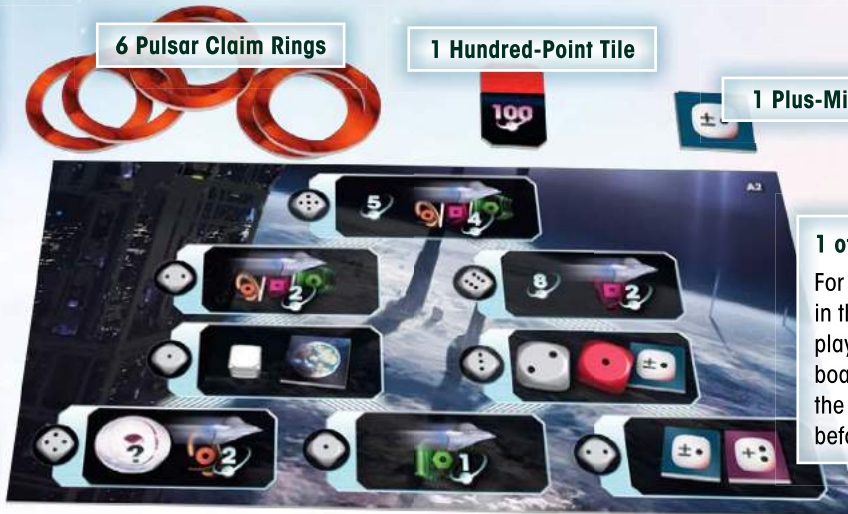 6 Pulsar Claim Rings
1 Hundred-Point Tile
1 Plus-Mi
100
±
A2
5
4
2
8
2
±
?
2
1
±
+
1 o
For
in th
play
boa
the
befo